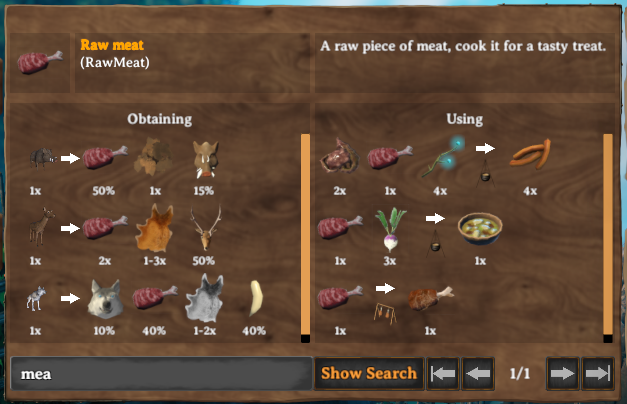 Raw meat
(RawMeat)
A raw piece of meat, cook it for a tasty treat.
Obtaining
Using
1x 50% 1x 15%
2x 1x 4x 4x
1x 2x 1-3x 50%
1x 3x 1x
1x 10% 40% 1-2x 40%
1x 1x
mea
Show Search
1/1